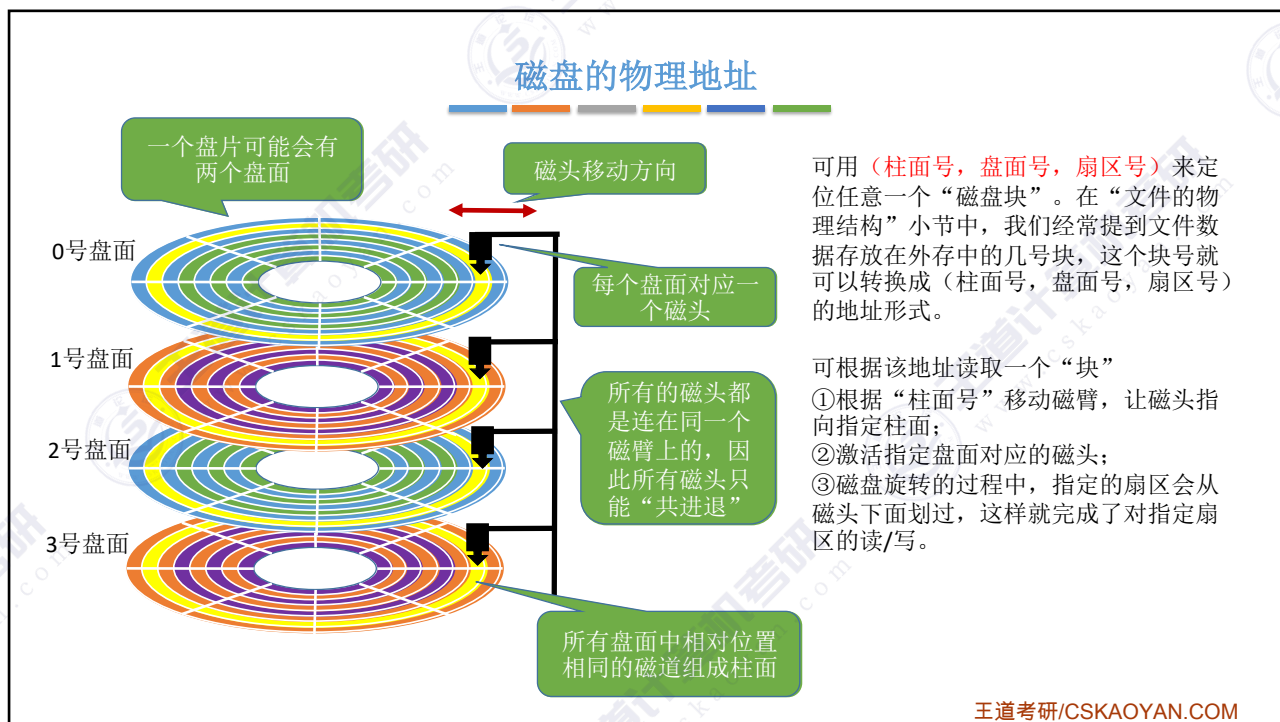 磁盘的物理地址
一个盘片可能会有
两个盘面
磁头移动方向
0号盘面
每个盘面对应一
个磁头
1号盘面
所有的磁头都
是连在同一个
磁臂上的，因
此所有磁头只
能“共进退”
2号盘面
3号盘面
所有盘面中相对位置
相同的磁道组成柱面
可用（柱面号，盘面号，扇区号）来定
位任意一个“磁盘块”。在“文件的物
理结构”小节中，我们经常提到文件数
据存放在外存中的几号块，这个块号就
可以转换成（柱面号，盘面号，扇区号）
的地址形式。
可根据该地址读取一个“块”
①根据“柱面号”移动磁臂，让磁头指
向指定柱面；
②激活指定盘面对应的磁头；
③磁盘旋转的过程中，指定的扇区会从
磁头下面划过，这样就完成了对指定扇
区的读/写。
王道考研/CSKAOYAN.COM